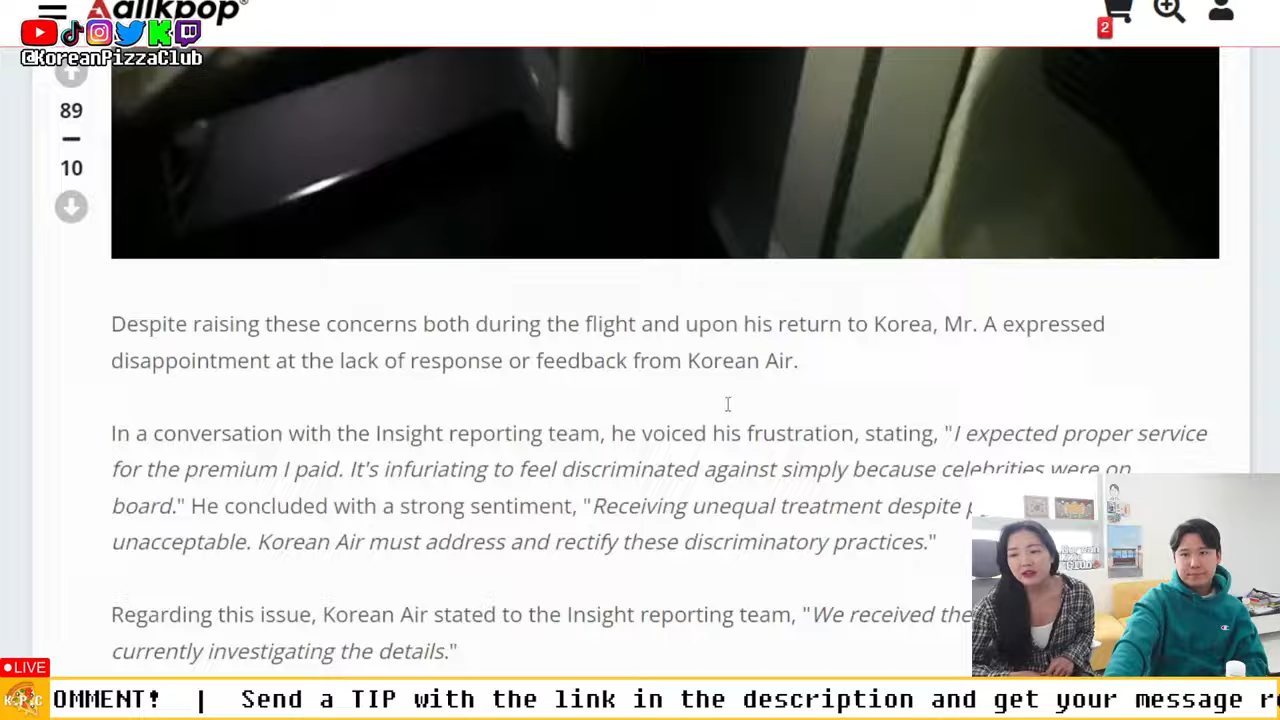 allkpop
2
@KoreanPizzaClub
89
10
Despite raising these concerns both during the flight and upon his return to Korea, Mr. A expressed
disappointment at the lack of response or feedback from Korean Air.
In a conversation with the Insight reporting team, he voiced his frustration, stating, "I expected proper service
for the premium I paid. It's infuriating to feel discriminated against simply because celebrities were on
board." He concluded with a strong sentiment, "Receiving unequal treatment despite
unacceptable. Korean Air must address and rectify these discriminatory practices."
Regarding this issue, Korean Air stated to the Insight reporting team, "We received the
currently investigating the details."
LIVE
K.P.C
OMMENT! | Send a TIP with the link in the description and get your message